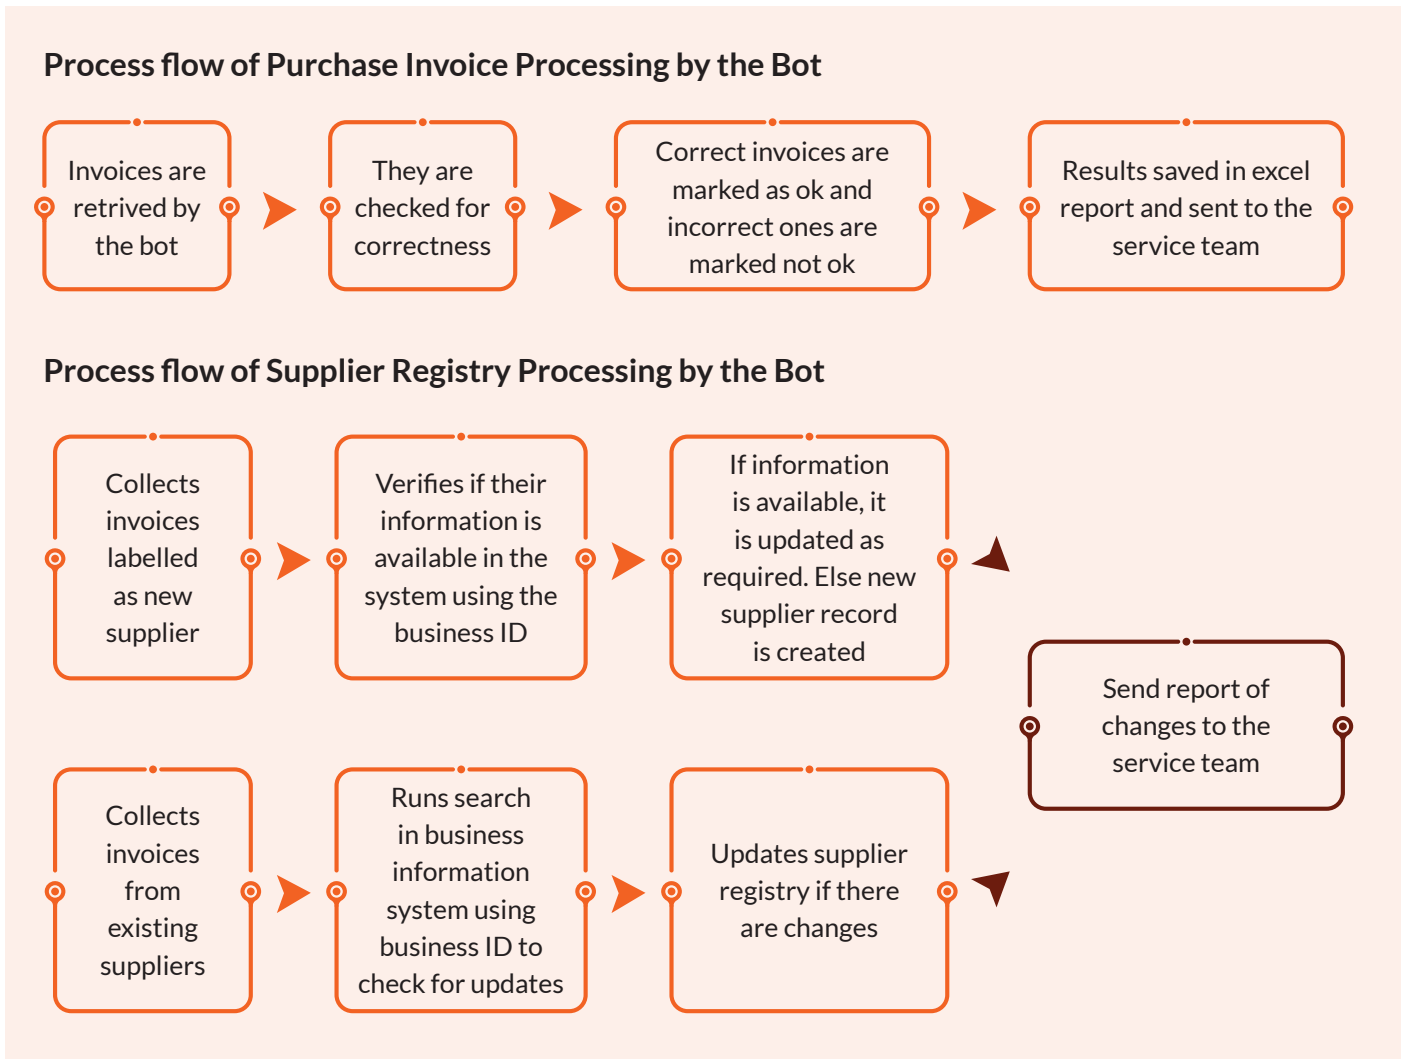 Process flow of Purchase Invoice Processing by the Bot
Invoices are
retrived by
the bot
They are
checked for
correctness
Correct invoices are
marked as ok and
incorrect ones are
marked not ok
Results saved in excel
report and sent to the
service team
Process flow of Supplier Registry Processing by the Bot
Collects
invoices
labelled
as new
supplier
Verifies if their
information is
available in the
system using the
business ID
If information
is available, it
is updated as
required. Else new
supplier record
is created
Collects
invoices
from
existing
suppliers
Runs search
in business
information
system using
business ID to
check for updates
Updates supplier
registry if there
are changes
Send report of
changes to the
service team